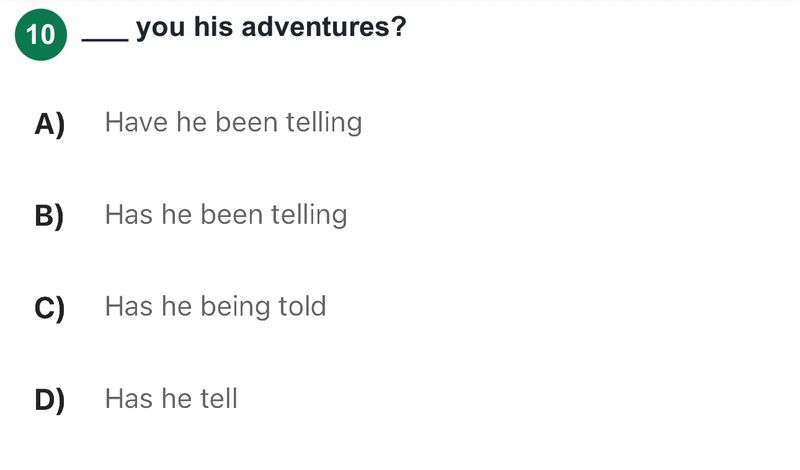 10 ____ you his adventures?
A) Have he been telling
B) Has he been telling
C) Has he being told
D) Has he tell